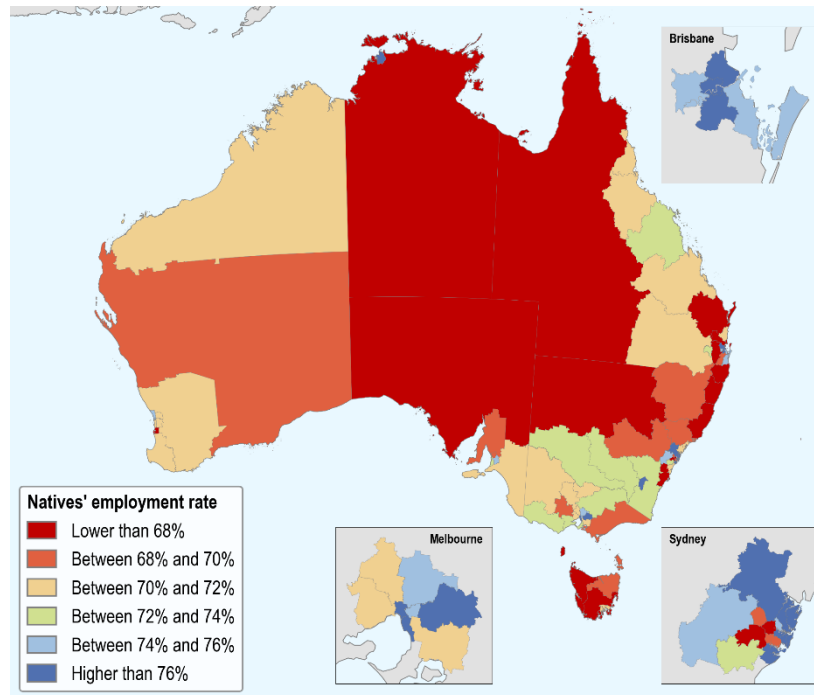 Brisbane
Natives' employment rate
Lower than 68%
Between 68% and 70%
Between 70% and 72%
Between 72% and 74%
Between 74% and 76%
Higher than 76%
Melbourne
Sydney